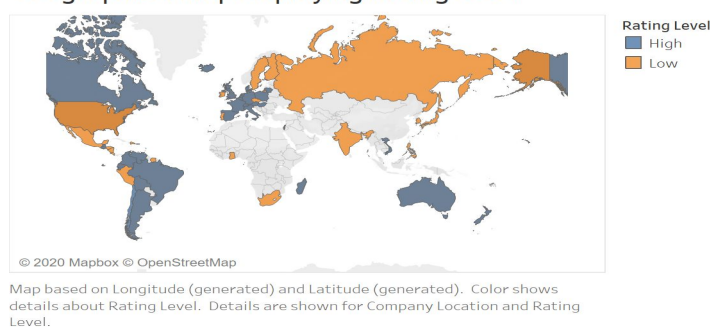 Rating Level
High
Low
© 2020 Mapbox © OpenStreetMap
Map based on Longitude (generated) and Latitude (generated). Color shows
details about Rating Level. Details are shown for Company Location and Rating
Level.